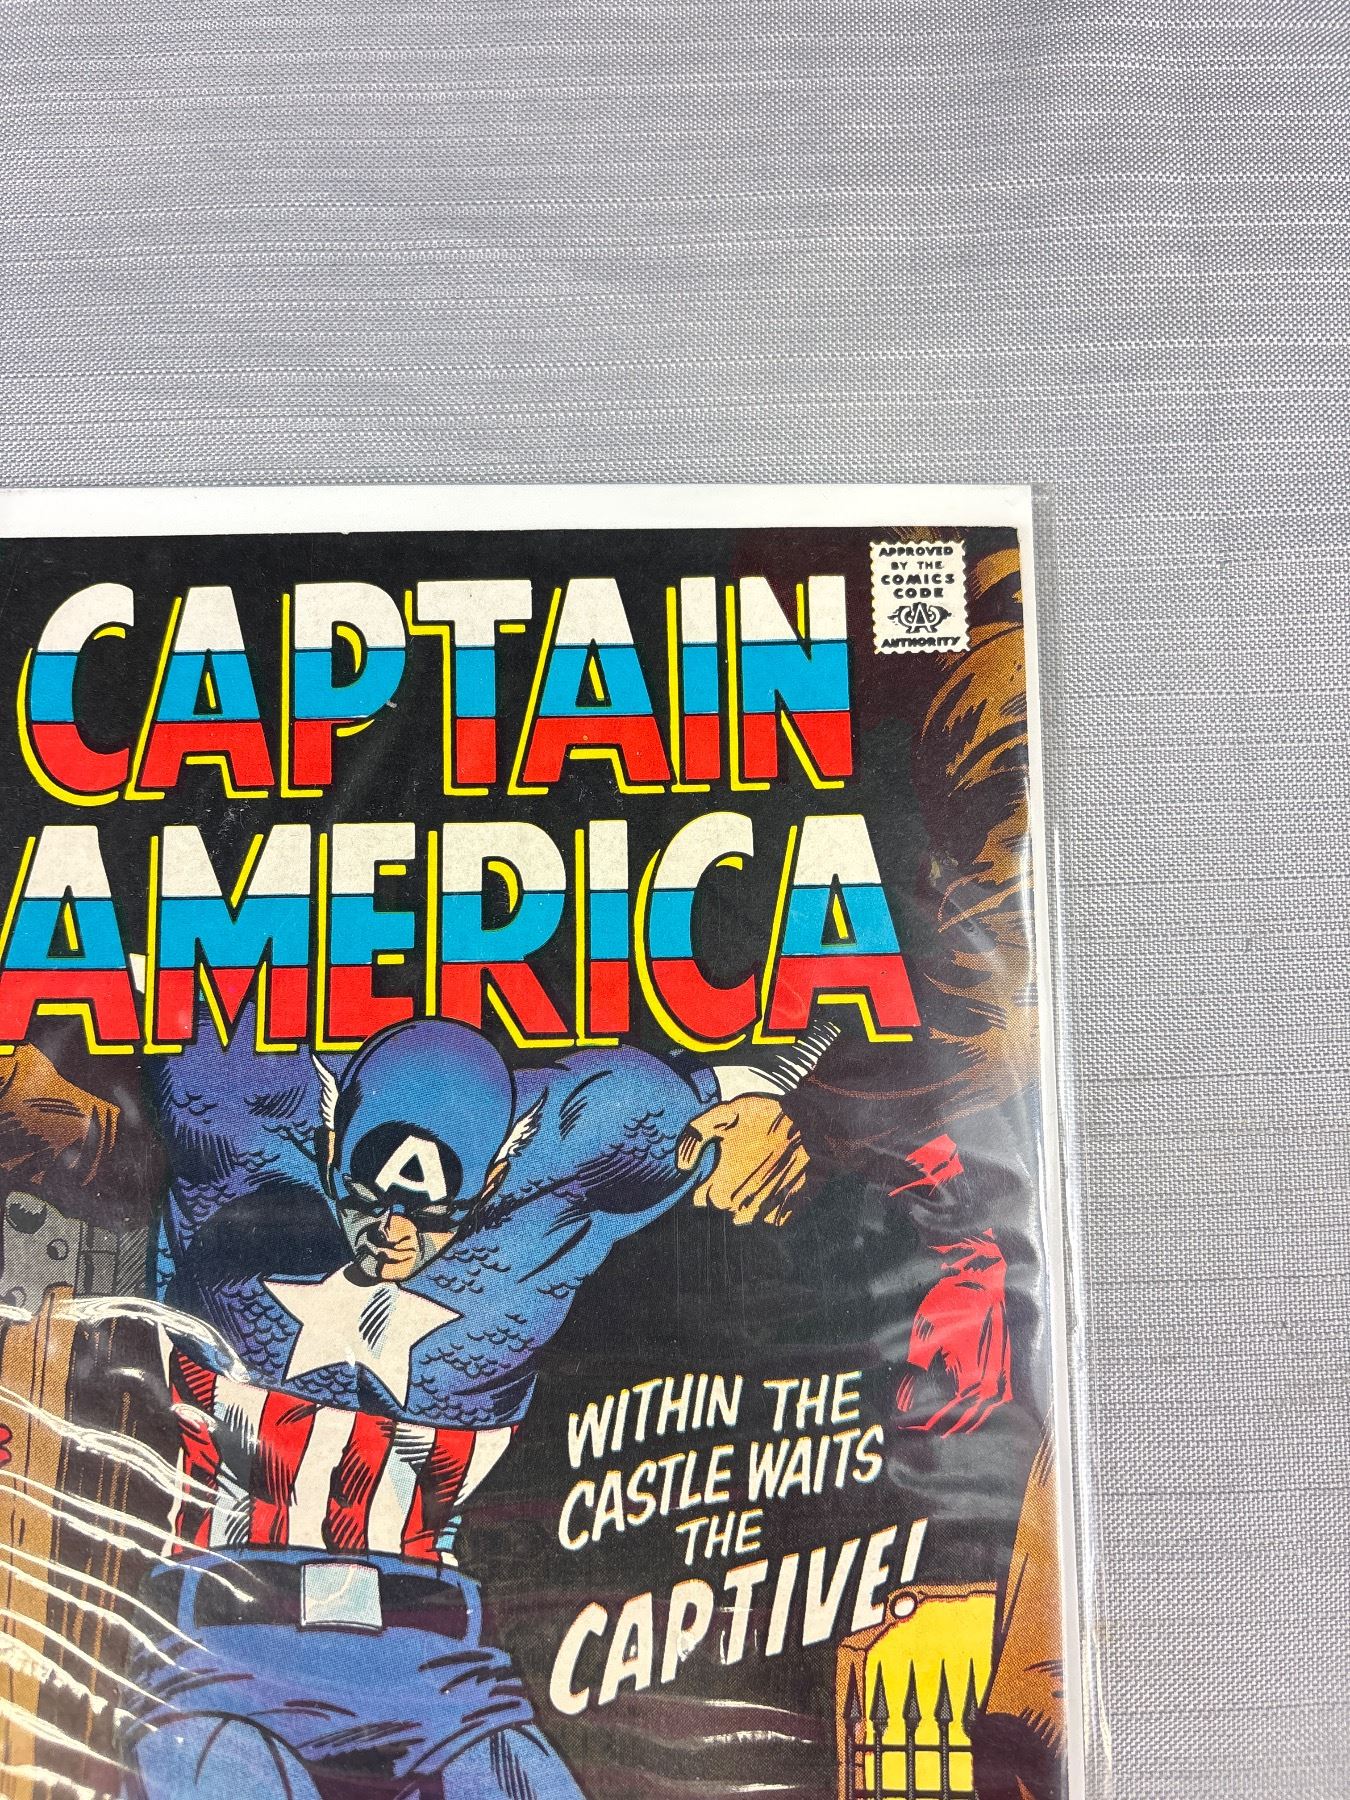 APPROVED
BY THE
COMICS
CODE
A
AUTHORITY
CAPTAIN
AMERICA
A
WITHIN THE
CASTLE WAITS
THE
CAPTIVE!